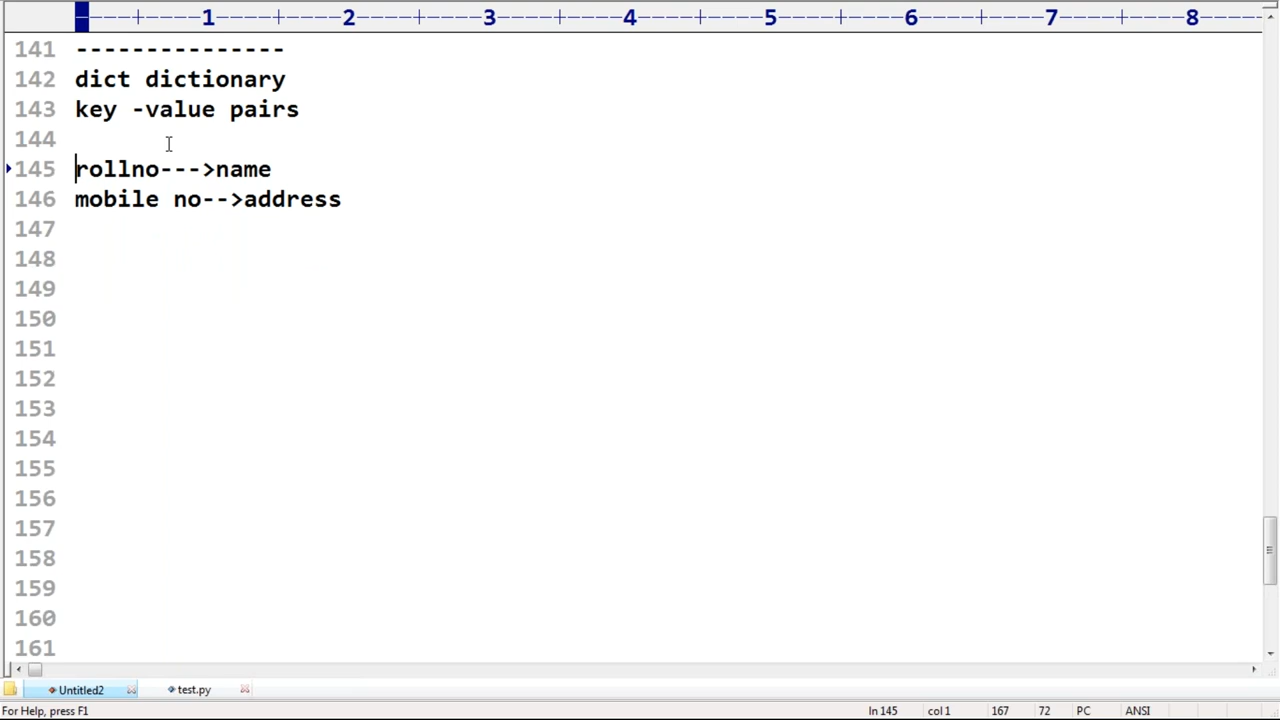 1 2 3 4 5 6 7 8
141 ---------------
142 dict dictionary
143 key -value pairs
144
145 rollno--->name
146 mobile no-->address
147
148
149
150
151
152
153
154
155
156
157
158
159
160
161
Untitled2 test.py
For Help, press F1 ln 145 col 1 167 72 PC ANSI